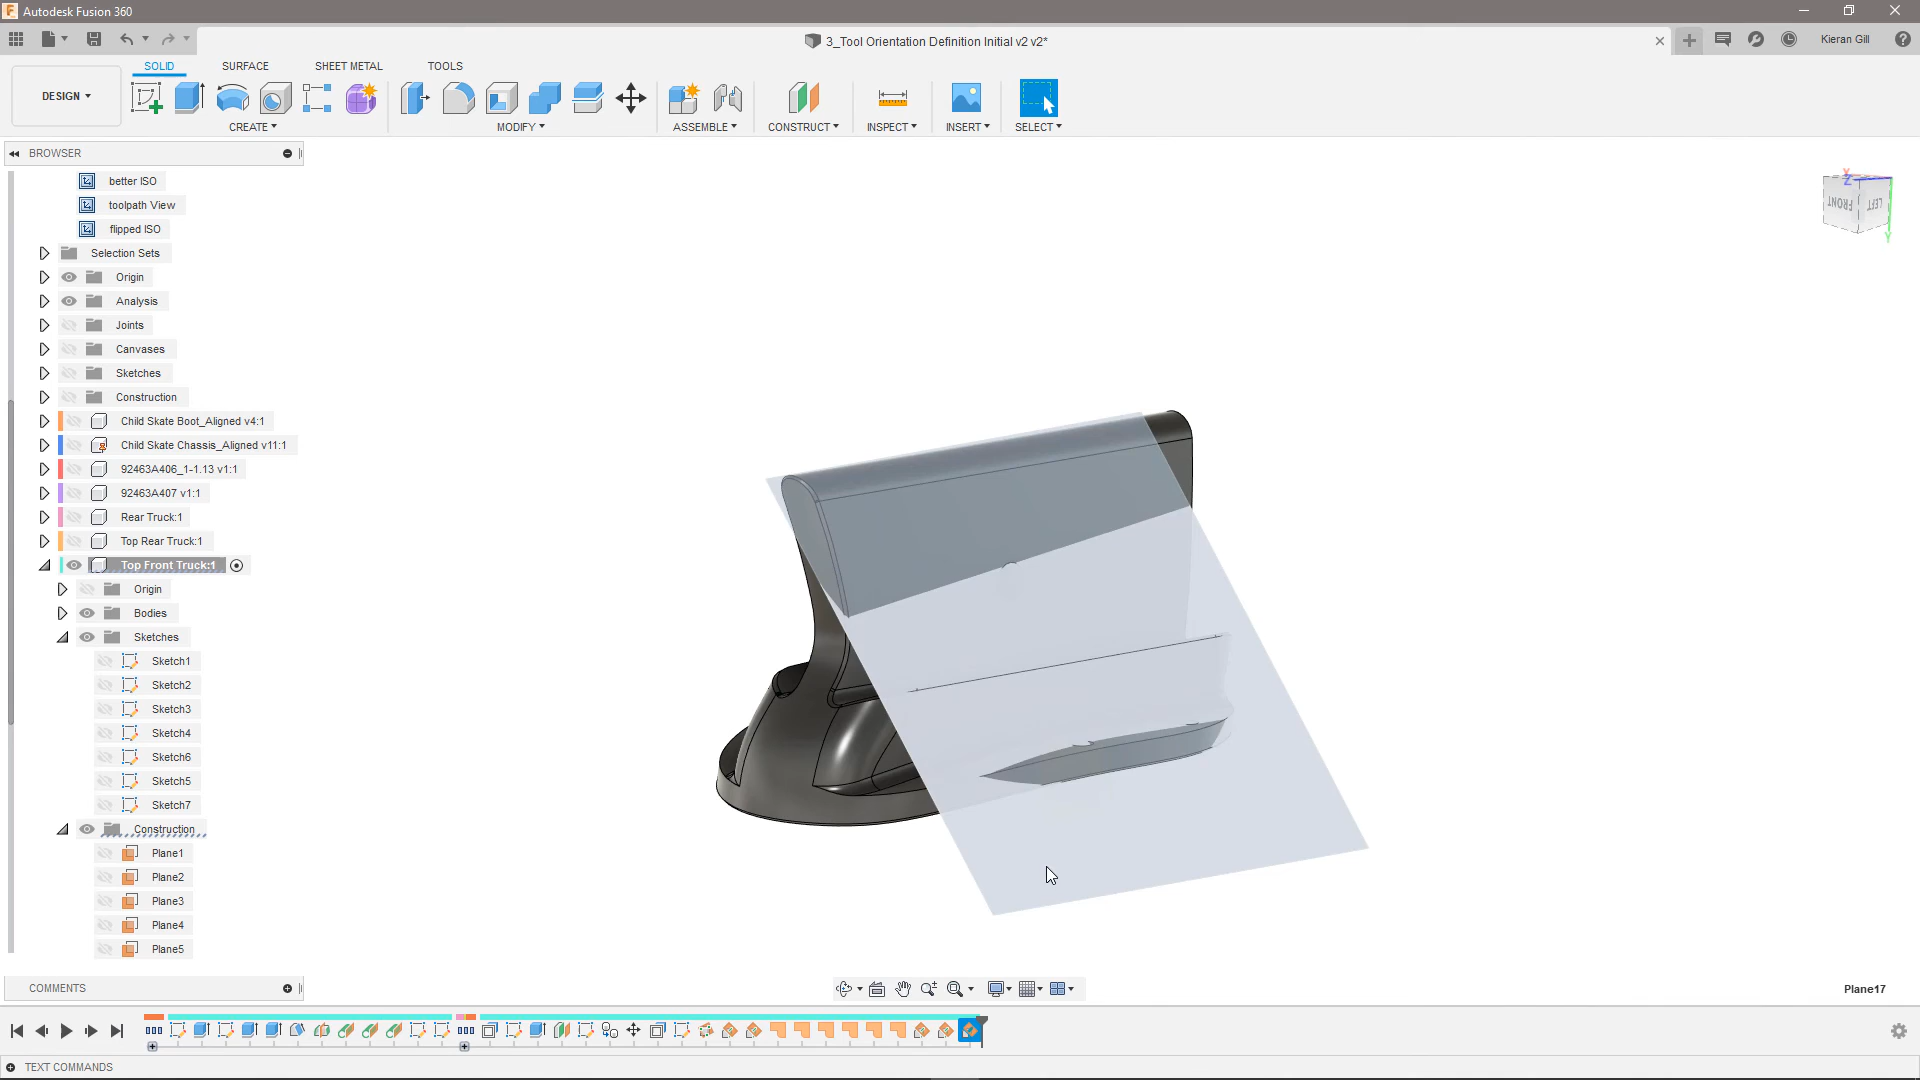 Autodesk Fusion 360
3_Tool Orientation Definition Initial v2 v2*
Kieran Gill
DESIGN
SOLID
SURFACE
SHEET METAL
TOOLS
CREATE
MODIFY
ASSEMBLE
CONSTRUCT
INSPECT
INSERT
SELECT
BROWSER
better ISO
toolpath View
flipped ISO
Selection Sets
Origin
Analysis
Joints
Canvases
Sketches
Construction
Child Skate Boot_Aligned v4:1
Child Skate Chassis_Aligned v11:1
92463A406_1-1.13 v1:1
92463A407 v1:1
Rear Truck:1
Top Rear Truck:1
Top Front Truck:1
Origin
Bodies
Sketches
Sketch1
Sketch2
Sketch3
Sketch4
Sketch6
Sketch5
Sketch7
Construction
Plane1
Plane2
Plane3
Plane4
Plane5
X
Z
FRONT
LEFT
Y
COMMENTS
Plane17
TEXT COMMANDS